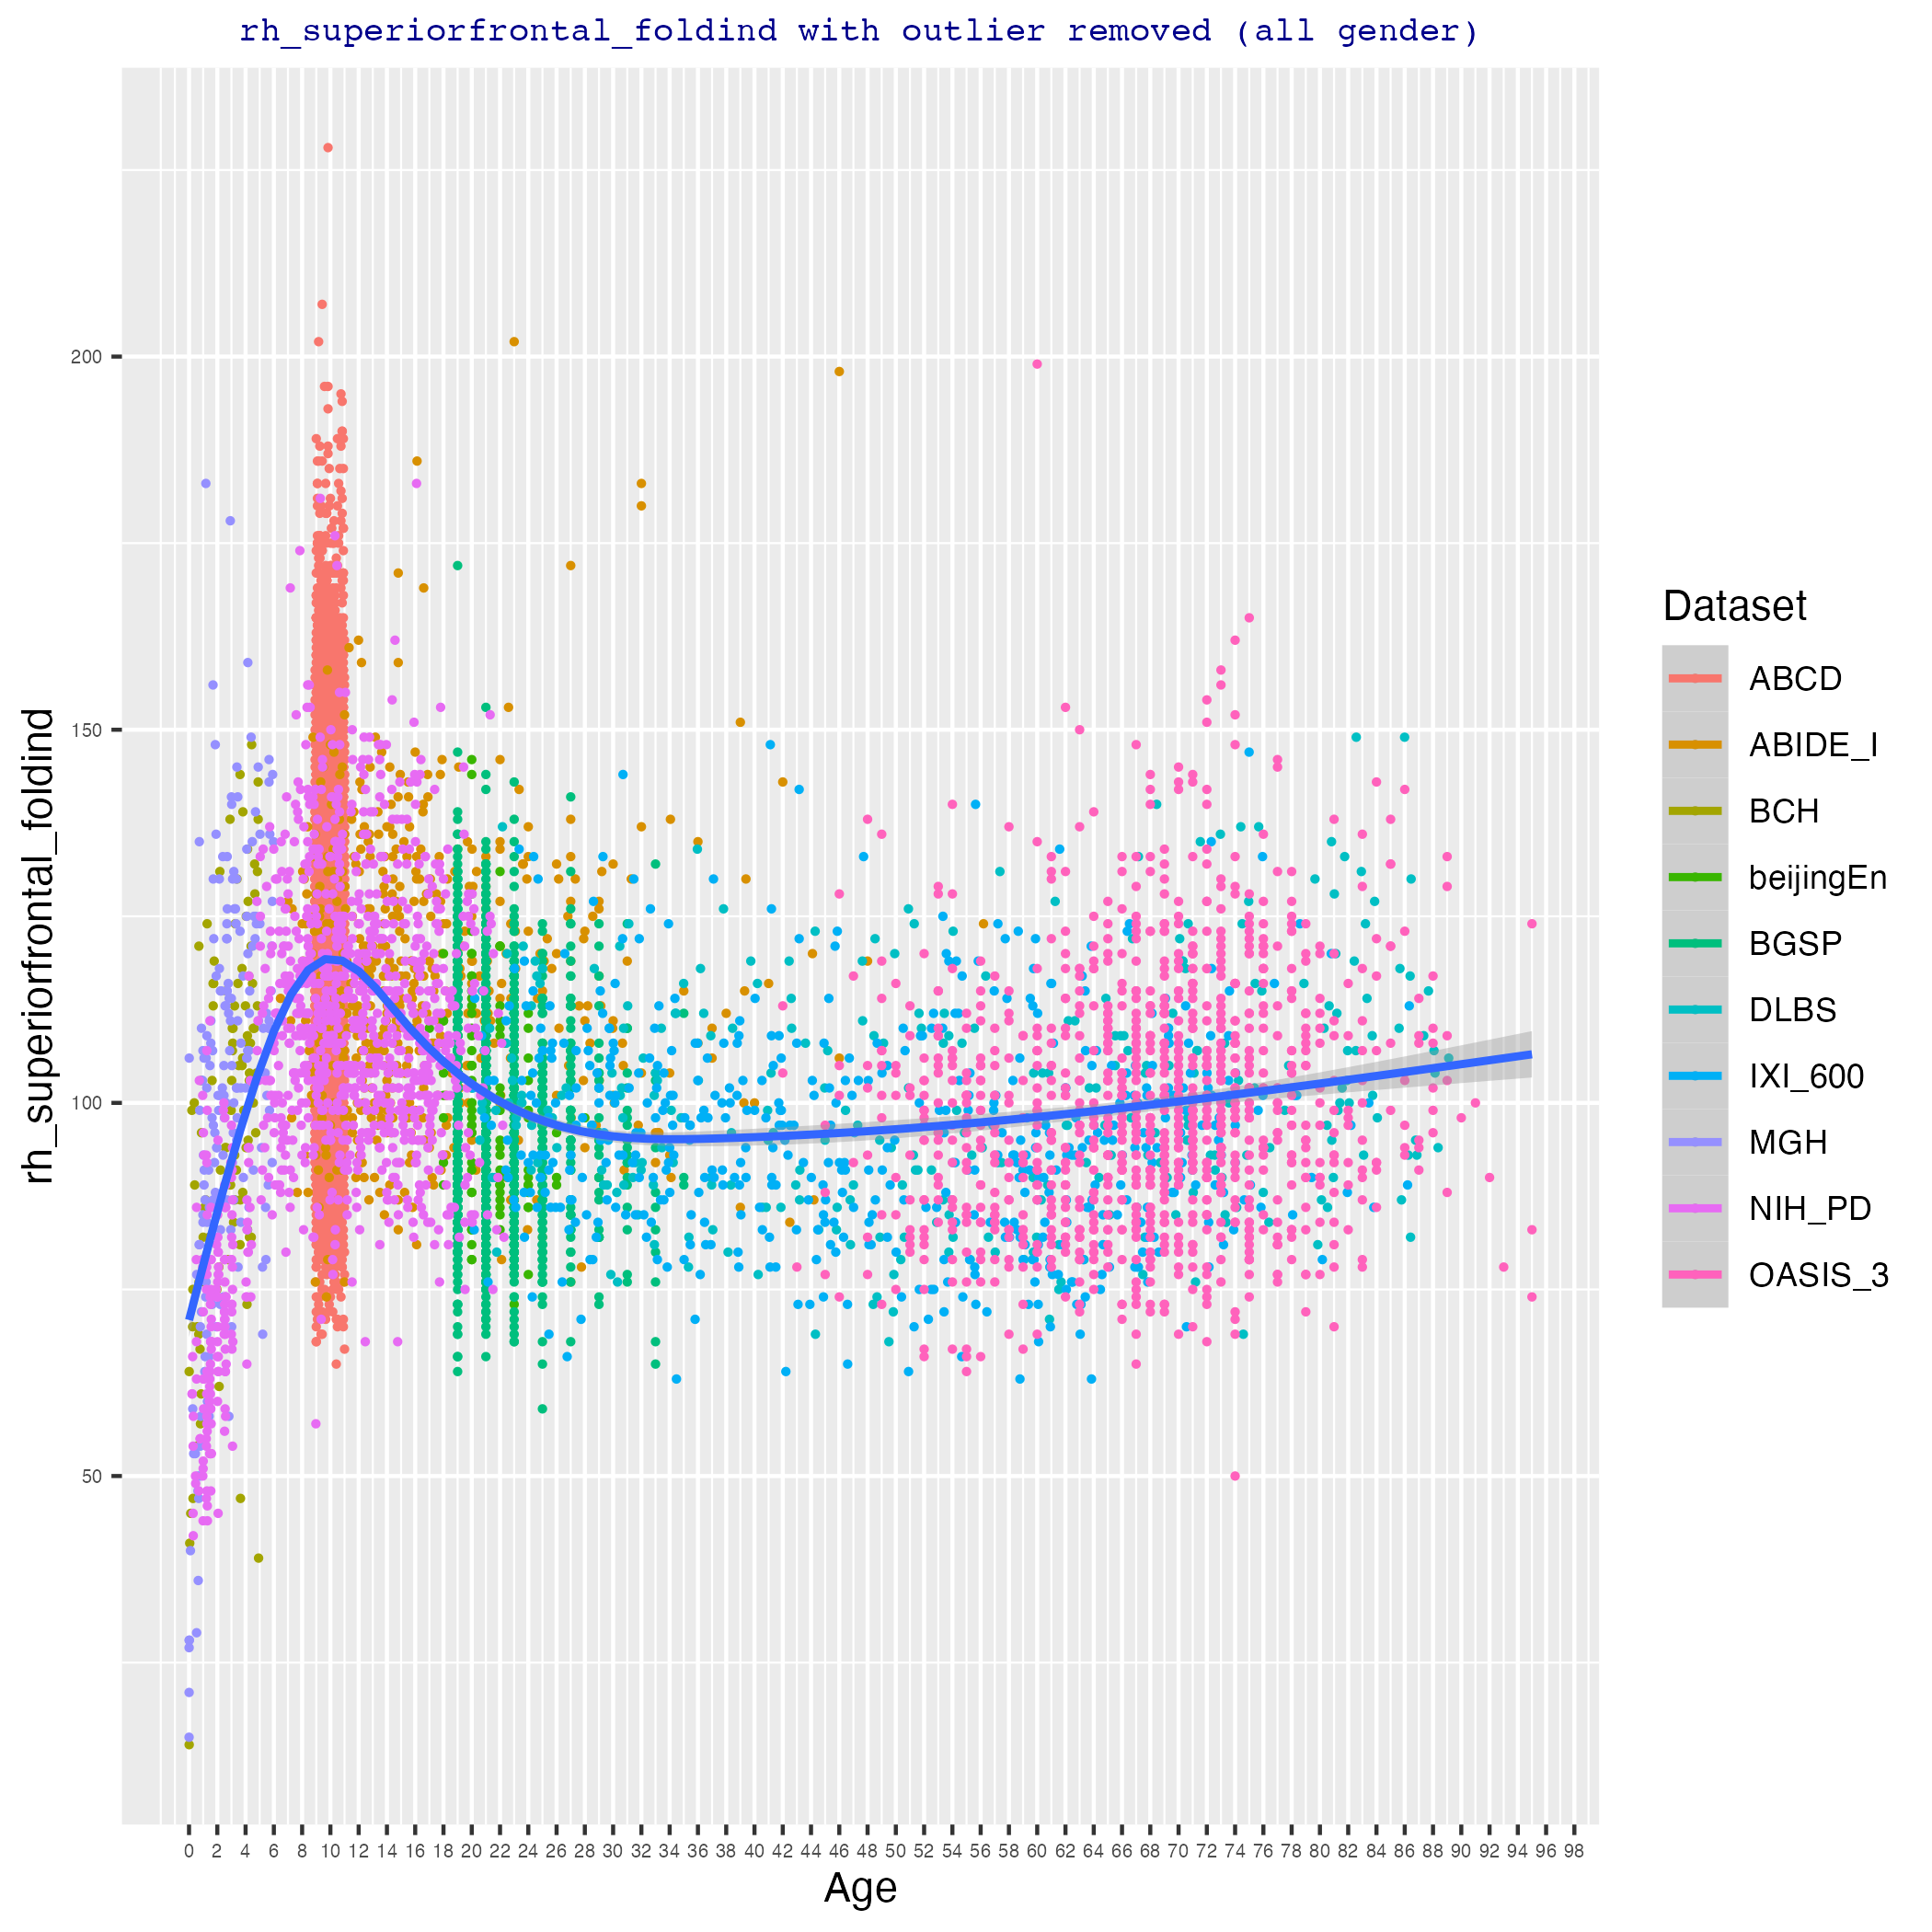 rh_superiorfrontal_foldind with outlier removed (all gender)
rh_superiorfrontal_foldind
200
150
100
50
0 2 4 6 8 10 12 14 16 18 20 22 24 26 28 30 32 34 36 38 40 42 44 46 48 50 52 54 56 58 60 62 64 66 68 70 72 74 76 78 80 82 84 86 88 90 92 94 96 98
Age
Dataset
ABCD
ABIDE_I
BCH
beijingEn
BGSP
DLBS
IXI_600
MGH
NIH_PD
OASIS_3